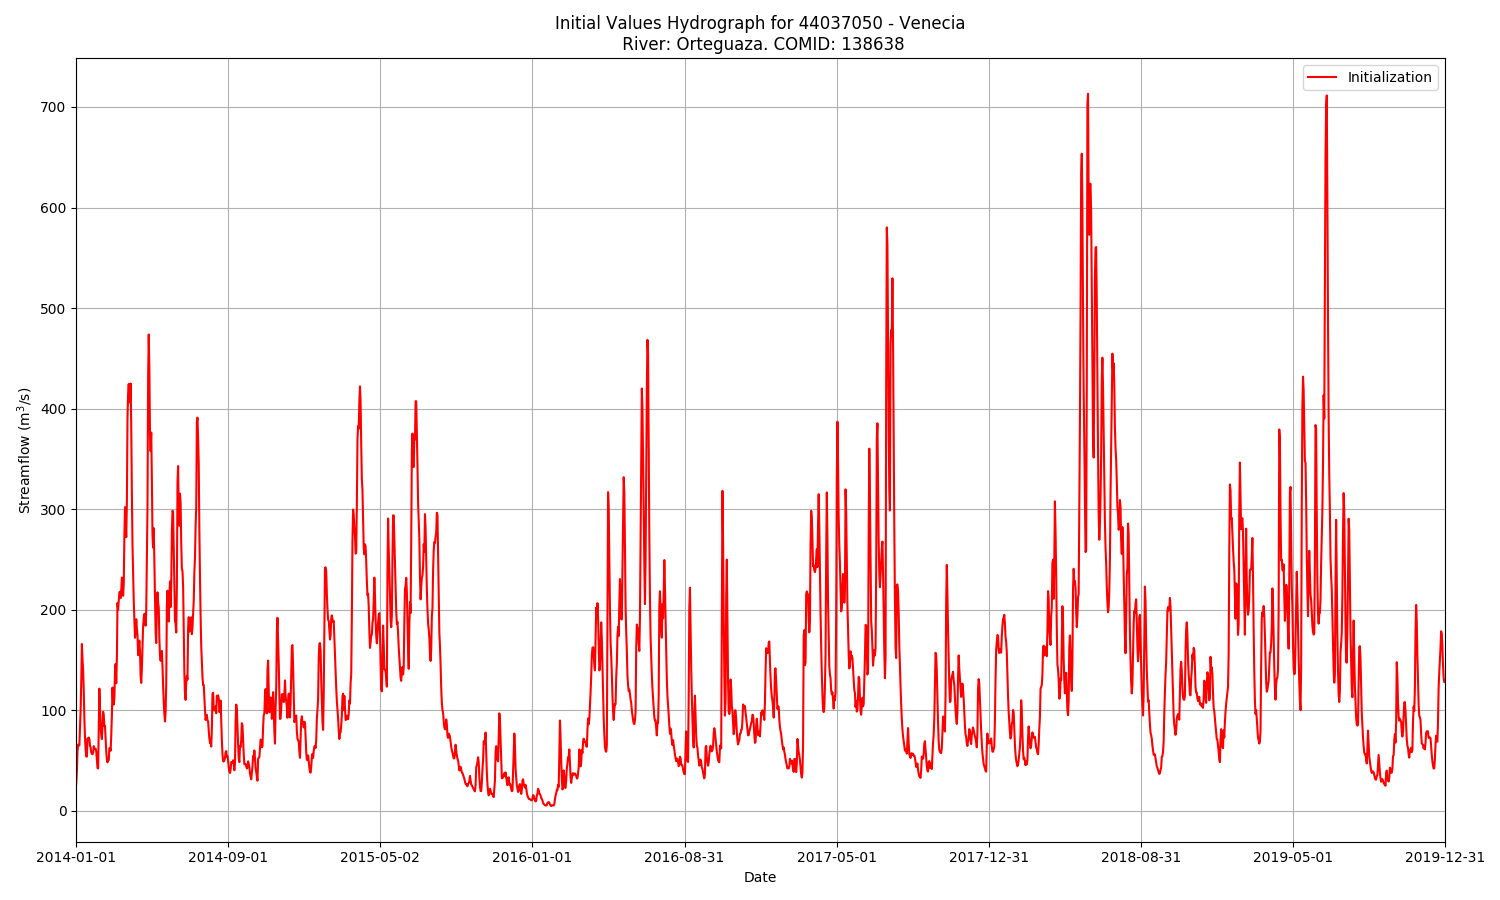 Initial Values Hydrograph for 44037050 - Venecia
River: Orteguaza. COMID: 138638
Initialization
700
600
500
400
300
200
100
0
Streamflow (m³/s)
2014-01-01 2014-09-01 2015-05-02 2016-01-01 2016-08-31 2017-05-01 2017-12-31 2018-08-31 2019-05-01 2019-12-31
Date